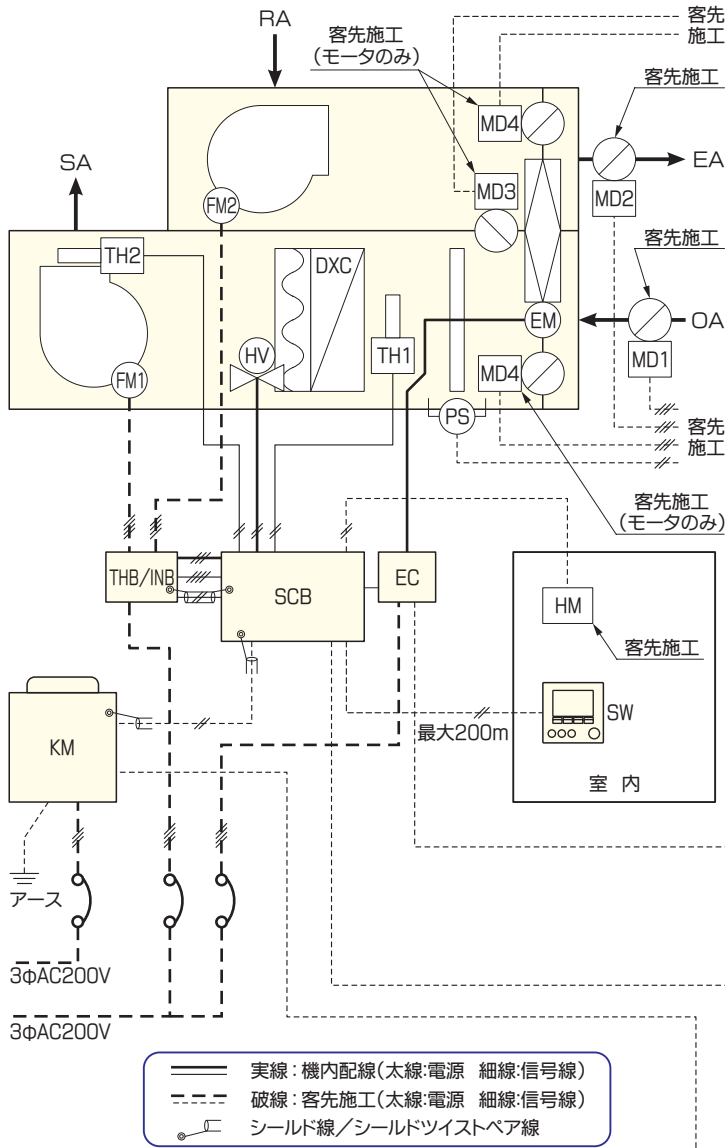 RA
客先施工
(モータのみ)
客先
施工
客先施工
MD4
EA
SA
MD3
MD2
FM2
客先施工
TH2
DXC
OA
EM
HV
TH1
MD1
FM1
MD4
PS
客先
施工
客先施工
(モータのみ)
THB/INB
SCB
EC
HM
客先施工
KM
SW
最大200m
室 内
アース
3φAC200V
3φAC200V
実線:機内配線(太線:電源 細線:信号線)
破線:客先施工(太線:電源 細線:信号線)
シールド線/シールドツイストペア線